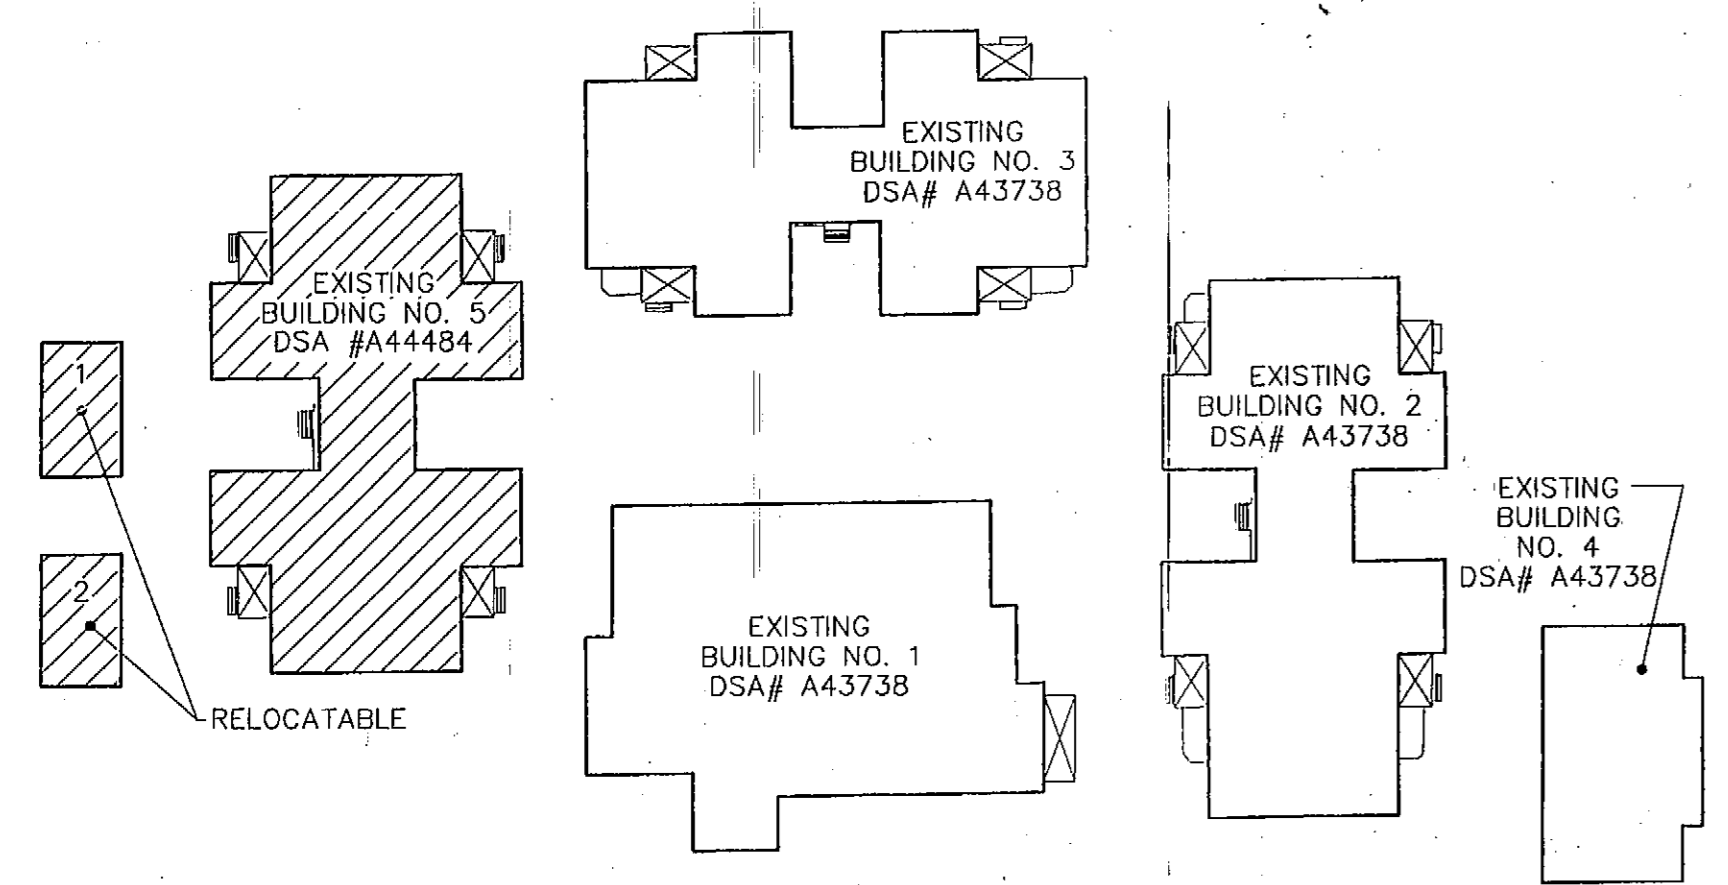 EXISTING
BUILDING NO. 3
DSA# A43738
EXISTING
BUILDING NO. 5
DSA #A44484
1
2
RELOCATABLE
EXISTING
BUILDING NO. 1
DSA# A43738
EXISTING
BUILDING NO. 2
DSA# A43738
EXISTING
BUILDING
NO. 4
DSA# A43738